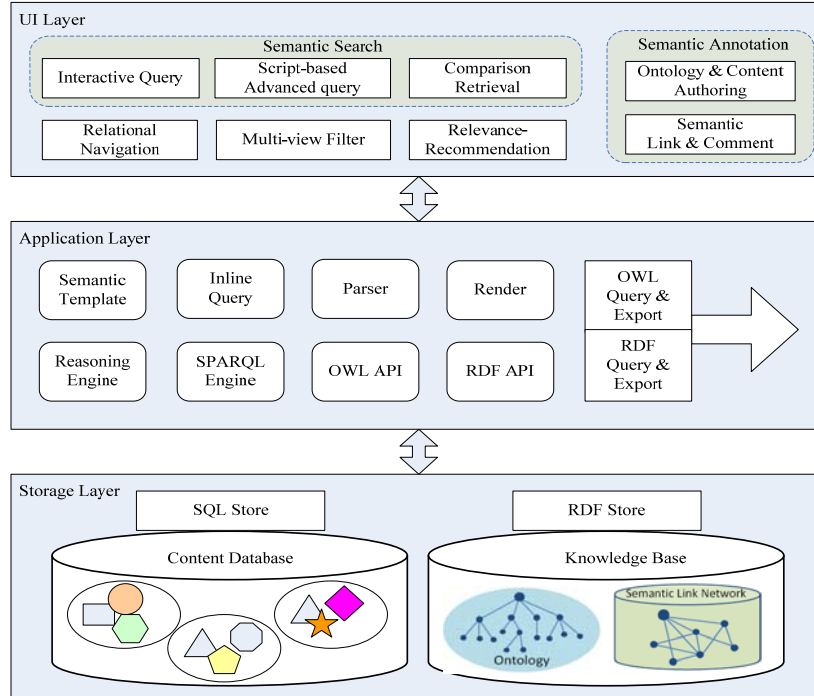 UI Layer
Semantic Search
Interactive Query
Script-based
Advanced query
Comparison
Retrieval
Relational
Navigation
Multi-view Filter
Relevance-
Recommendation
Semantic Annotation
Ontology & Content
Authoring
Semantic
Link & Comment
Application Layer
Semantic
Template
Inline
Query
Parser
Render
OWL
Query &
Export
Reasoning
Engine
SPARQL
Engine
OWL API
RDF API
RDF
Query &
Export
Storage Layer
SQL Store
Content Database
RDF Store
Knowledge Base
Ontology
Semantic Link Network